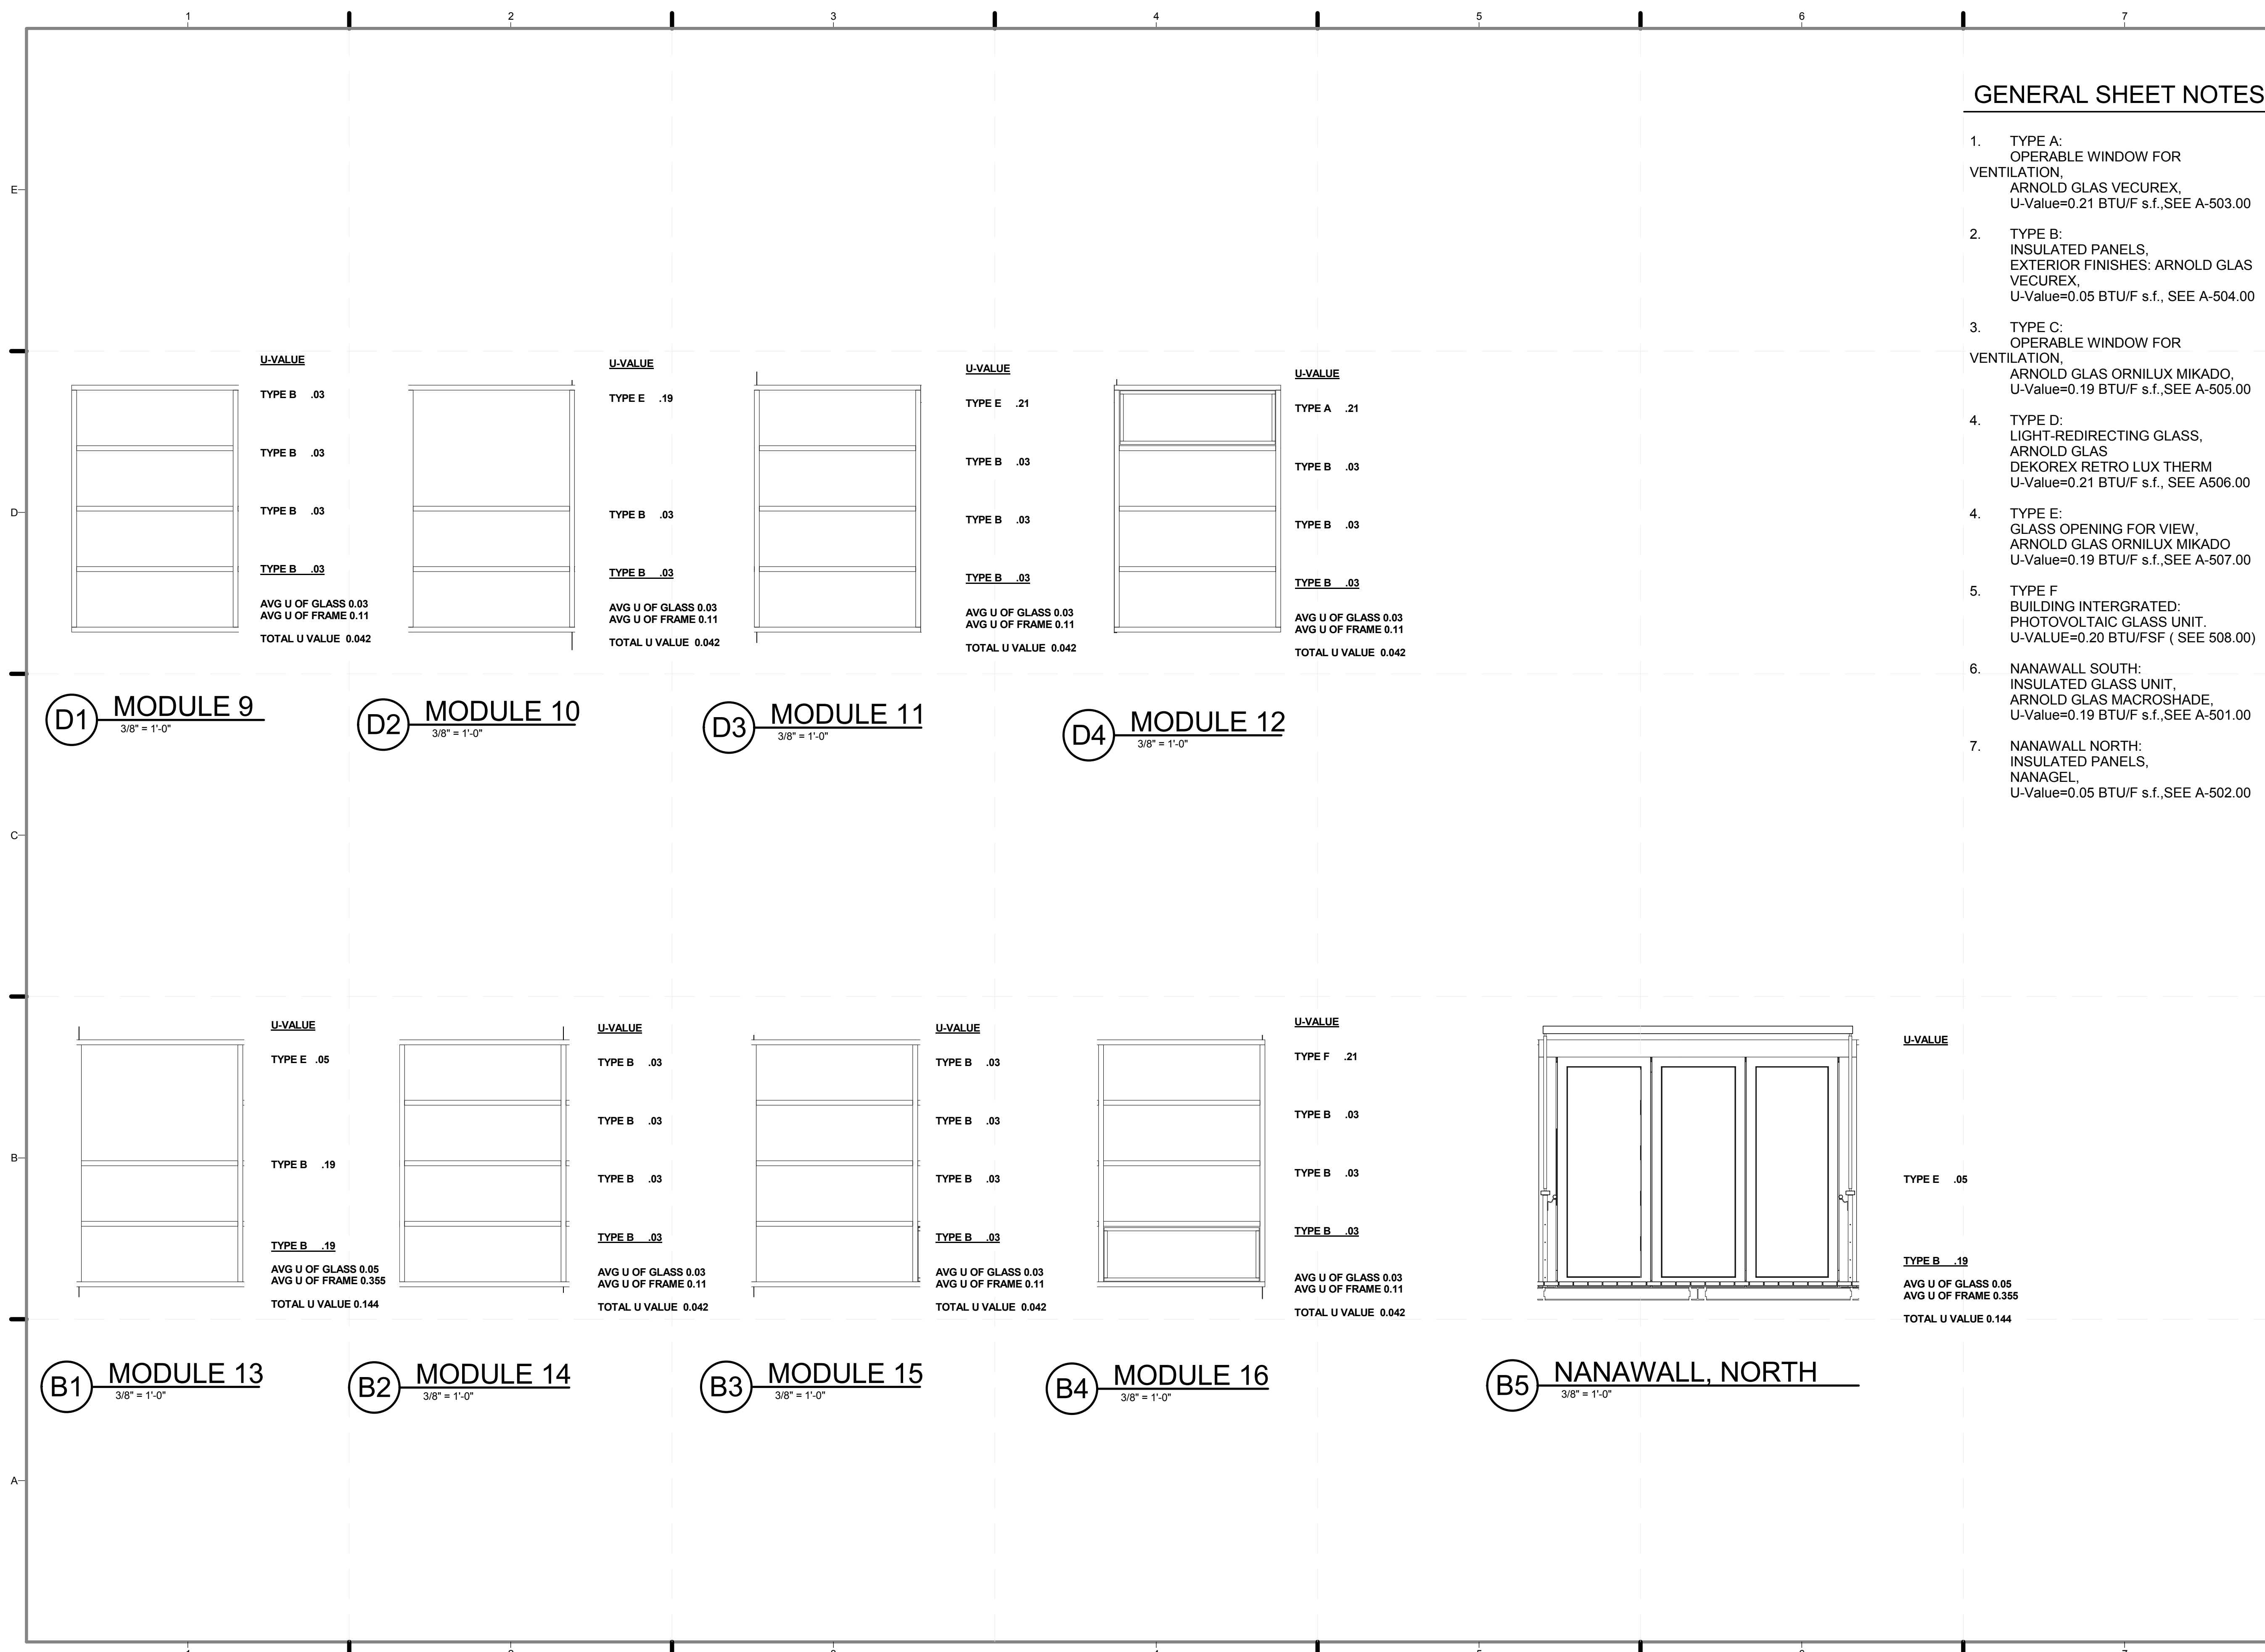 1 2 3 4 5 6 7
GENERAL SHEET NOTES
1. TYPE A:
OPERABLE WINDOW FOR
VENTILATION,
ARNOLD GLAS VECUREX,
U-Value=0.21 BTU/F s.f.,SEE A-503.00
2. TYPE B:
INSULATED PANELS,
EXTERIOR FINISHES: ARNOLD GLAS
VECUREX,
U-Value=0.05 BTU/F s.f., SEE A-504.00
3. TYPE C:
OPERABLE WINDOW FOR
VENTILATION,
ARNOLD GLAS ORNILUX MIKADO,
U-Value=0.19 BTU/F s.f.,SEE A-505.00
4. TYPE D:
LIGHT-REDIRECTING GLASS,
ARNOLD GLAS
DEKOREX RETRO LUX THERM
U-Value=0.21 BTU/F s.f., SEE A506.00
4. TYPE E:
GLASS OPENING FOR VIEW,
ARNOLD GLAS ORNILUX MIKADO
U-Value=0.19 BTU/F s.f.,SEE A-507.00
5. TYPE F
BUILDING INTERGRATED:
PHOTOVOLTAIC GLASS UNIT.
U-VALUE=0.20 BTU/FSF ( SEE 508.00)
6. NANAWALL SOUTH:
INSULATED GLASS UNIT,
ARNOLD GLAS MACROSHADE,
U-Value=0.19 BTU/F s.f.,SEE A-501.00
7. NANAWALL NORTH:
INSULATED PANELS,
NANAGEL,
U-Value=0.05 BTU/F s.f.,SEE A-502.00
E
D
C
B
A
U-VALUE
TYPE B .03
TYPE B .03
TYPE B .03
TYPE B .03
AVG U OF GLASS 0.03
AVG U OF FRAME 0.11
TOTAL U VALUE 0.042
D1 MODULE 9
3/8" = 1'-0"
U-VALUE
TYPE E .19
TYPE B .03
TYPE B .03
AVG U OF GLASS 0.03
AVG U OF FRAME 0.11
TOTAL U VALUE 0.042
D2 MODULE 10
3/8" = 1'-0"
U-VALUE
TYPE E .21
TYPE B .03
TYPE B .03
TYPE B .03
AVG U OF GLASS 0.03
AVG U OF FRAME 0.11
TOTAL U VALUE 0.042
D3 MODULE 11
3/8" = 1'-0"
U-VALUE
TYPE A .21
TYPE B .03
TYPE B .03
TYPE B .03
AVG U OF GLASS 0.03
AVG U OF FRAME 0.11
TOTAL U VALUE 0.042
D4 MODULE 12
3/8" = 1'-0"
U-VALUE
TYPE E .05
TYPE B .19
TYPE B .19
AVG U OF GLASS 0.05
AVG U OF FRAME 0.355
TOTAL U VALUE 0.144
B1 MODULE 13
3/8" = 1'-0"
U-VALUE
TYPE B .03
TYPE B .03
TYPE B .03
TYPE B .03
AVG U OF GLASS 0.03
AVG U OF FRAME 0.11
TOTAL U VALUE 0.042
B2 MODULE 14
3/8" = 1'-0"
U-VALUE
TYPE B .03
TYPE B .03
TYPE B .03
TYPE B .03
AVG U OF GLASS 0.03
AVG U OF FRAME 0.11
TOTAL U VALUE 0.042
B3 MODULE 15
3/8" = 1'-0"
U-VALUE
TYPE F .21
TYPE B .03
TYPE B .03
TYPE B .03
AVG U OF GLASS 0.03
AVG U OF FRAME 0.11
TOTAL U VALUE 0.042
B4 MODULE 16
3/8" = 1'-0"
U-VALUE
TYPE E .05
TYPE B .19
AVG U OF GLASS 0.05
AVG U OF FRAME 0.355
TOTAL U VALUE 0.144
B5 NANAWALL, NORTH
3/8" = 1'-0"